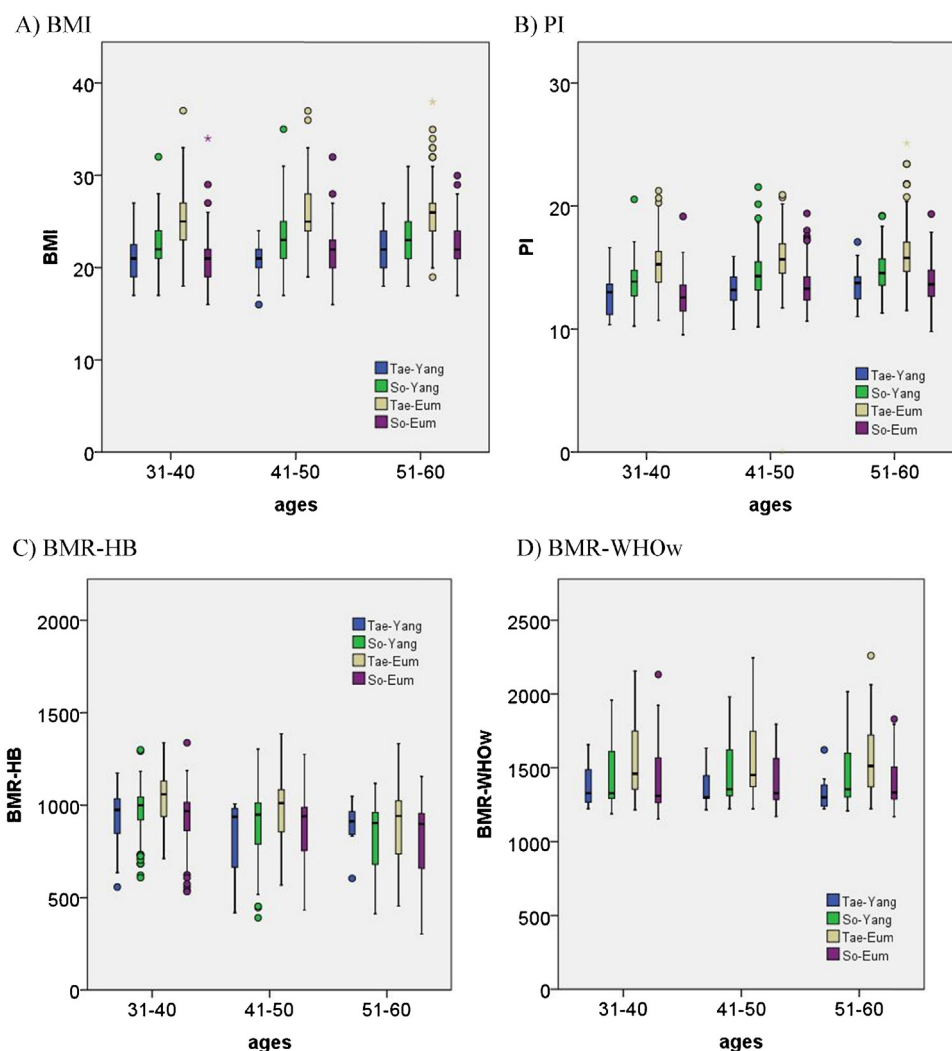 A) BMI
40
30
20
10
0
BMI
31-40 41-50 51-60
ages
Tae-Yang
So-Yang
Tae-Eum
So-Eum
B) PI
30
20
10
0
PI
31-40 41-50 51-60
ages
Tae-Yang
So-Yang
Tae-Eum
So-Eum
C) BMR-HB
2000
1500
1000
500
0
BMR-HB
31-40 41-50 51-60
ages
Tae-Yang
So-Yang
Tae-Eum
So-Eum
D) BMR-WHOw
2500
2000
1500
1000
500
0
BMR-WHOw
31-40 41-50 51-60
ages
Tae-Yang
So-Yang
Tae-Eum
So-Eum